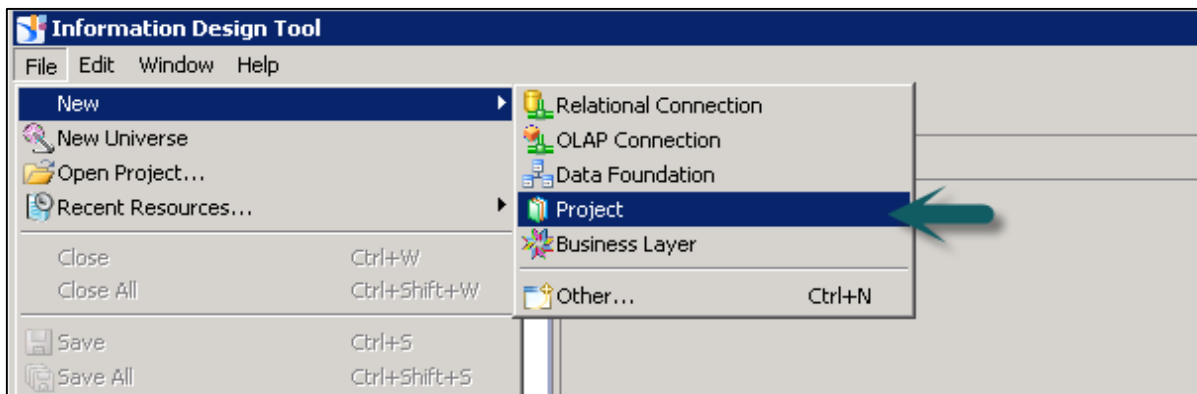 Information Design Tool
File Edit Window Help
New
New Universe
Open Project...
Recent Resources...
Close Ctrl+W
Close All Ctrl+Shift+W
Save Ctrl+S
Save All Ctrl+Shift+S
Relational Connection
OLAP Connection
Data Foundation
Project
Business Layer
Other... Ctrl+N